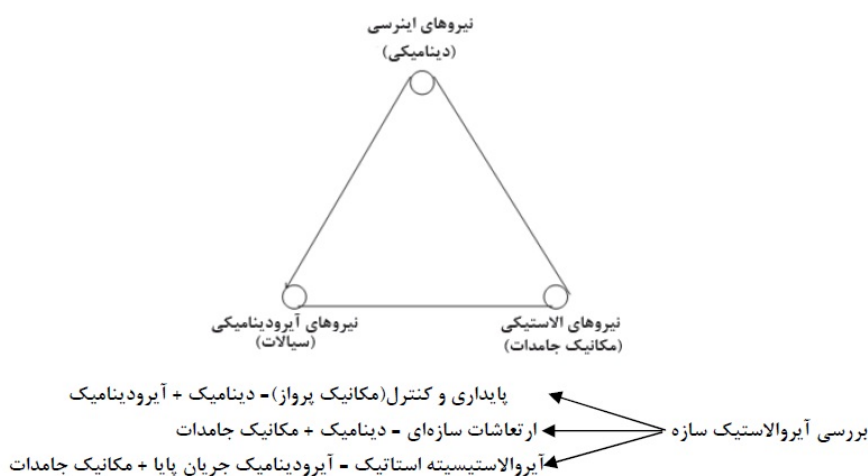 نیروهای اینرسی
(دینامیکی)
نیروهای الاستیکی
(مکانیک جامدات)
نیروهای آیرودینامیکی
(سیالات)
پایداری و کنترل(مکانیک پرواز)= دینامیک + آیرودینامیک
بررسی آیروالاستیک سازه
ارتعاشات سازه‌ای = دینامیک + مکانیک جامدات
آیروالاستیسیته استاتیک = آیرودینامیک جریان پایا + مکانیک جامدات